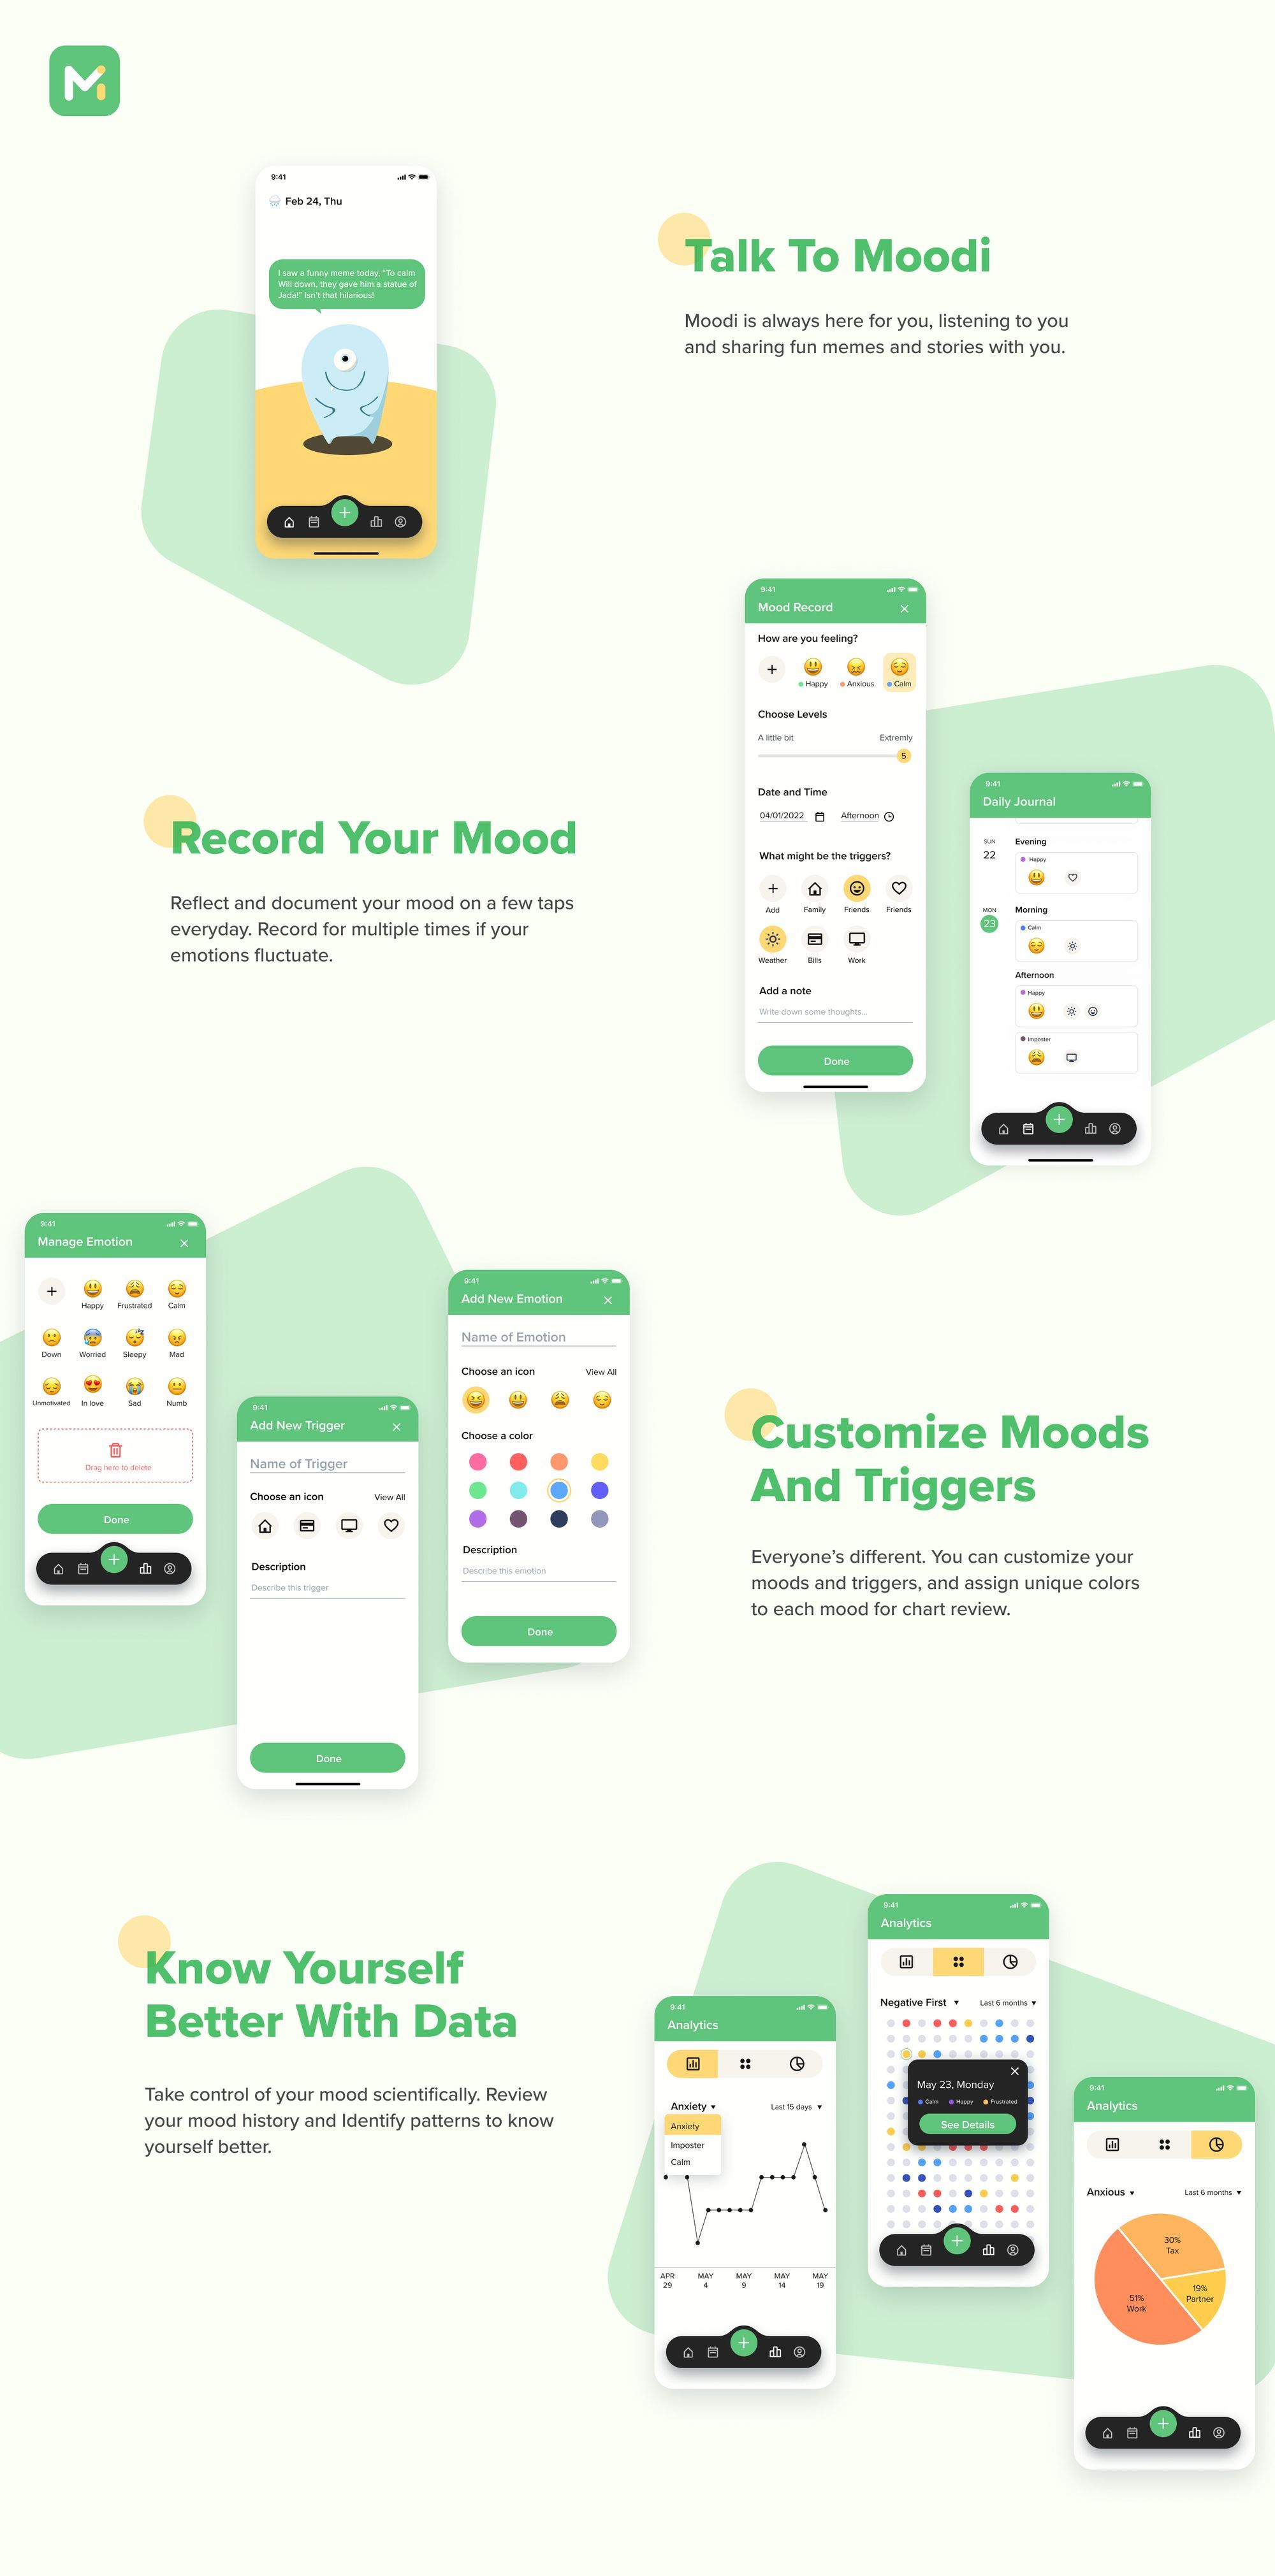 Mi
9:41
Feb 24, Thu
I saw a funny meme today, “To calm
Will down, they gave him a statue of
Jada!” Isn’t that hilarious!
Talk To Moodi
Moodi is always here for you, listening to you
and sharing fun memes and stories with you.
Record Your Mood
Reflect and document your mood on a few taps
everyday. Record for multiple times if your
emotions fluctuate.
9:41
Mood Record
How are you feeling?
Happy Anxious Calm
Choose Levels
A little bit Extremly
5
Date and Time
04/01/2022 Afternoon
What might be the triggers?
Add Family Friends Friends
Weather Bills Work
Add a note
Write down some thoughts...
Done
9:41
Daily Journal
SUN
22
Evening
Happy
MON
23
Morning
Calm
Afternoon
Happy
Imposter
9:41
Manage Emotion
Happy Frustrated Calm
Down Worried Sleepy Mad
Unmotivated In love Sad Numb
Drag here to delete
Done
9:41
Add New Trigger
Name of Trigger
Choose an icon View All
Description
Describe this trigger
Done
9:41
Add New Emotion
Name of Emotion
Choose an icon View All
Choose a color
Description
Describe this emotion
Done
Customize Moods
And Triggers
Everyone’s different. You can customize your
moods and triggers, and assign unique colors
to each mood for chart review.
Know Yourself
Better With Data
Take control of your mood scientifically. Review
your mood history and Identify patterns to know
yourself better.
9:41
Analytics
Anxiety Last 15 days
Anxiety
Imposter
Calm
APR MAY MAY MAY MAY
29 4 9 14 19
9:41
Analytics
Negative First Last 6 months
May 23, Monday
Calm Happy Frustrated
See Details
9:41
Analytics
Anxious Last 6 months
30%
Tax
19%
Partner
51%
Work